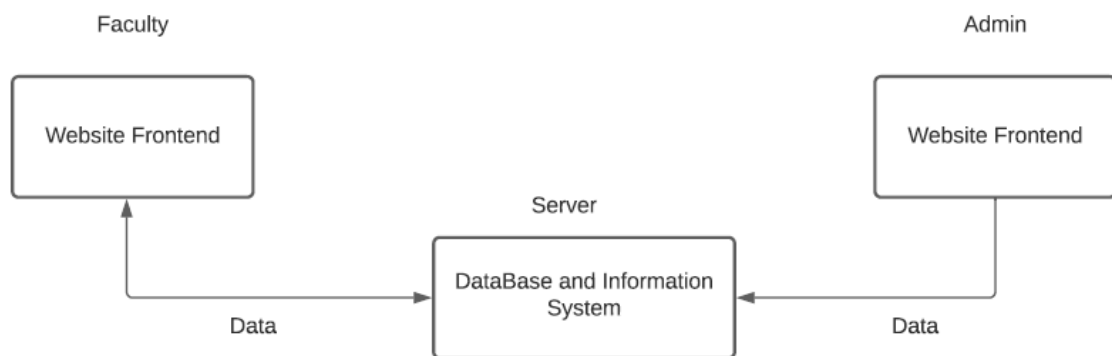 Faculty
Admin
Website Frontend
Website Frontend
Server
DataBase and Information
System
Data
Data